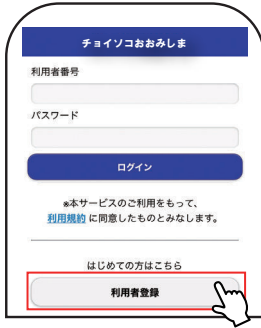 チョイソコおおみしま
利用者番号
パスワード
ログイン
※本サービスのご利用をもって、
利用規約 に同意したものとみなします。
はじめての方はこちら
利用者登録